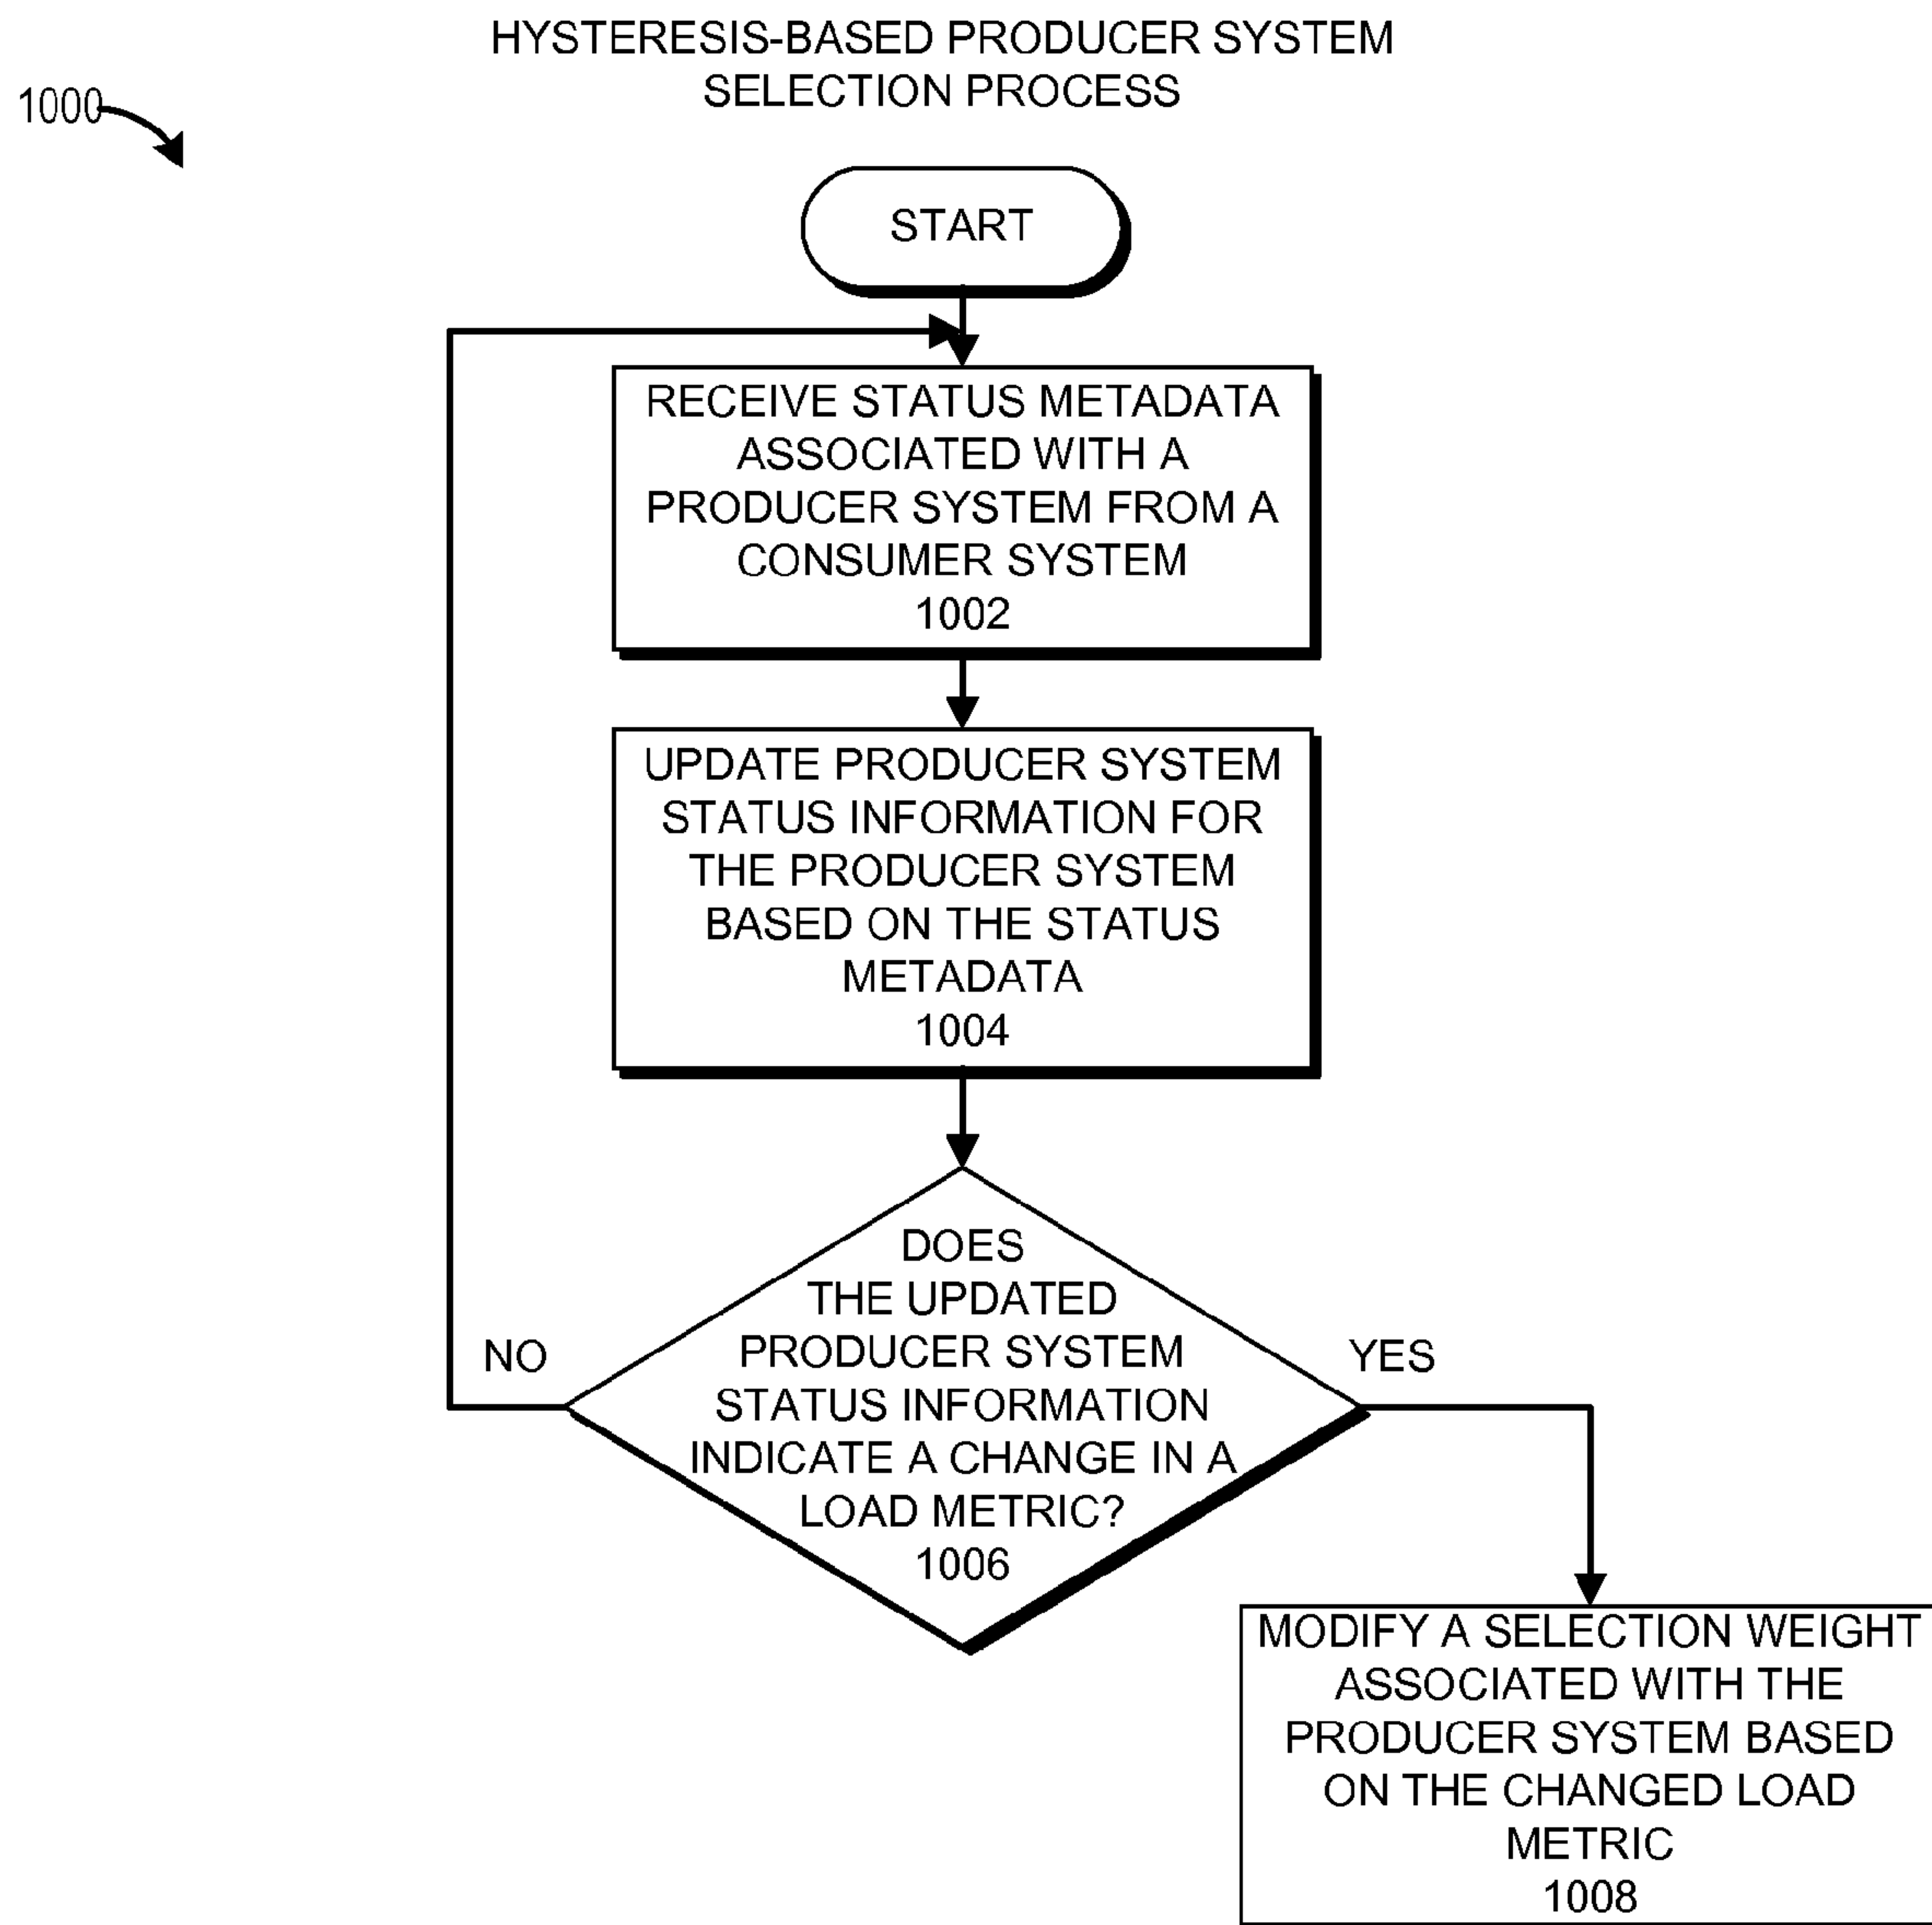 HYSTERESIS-BASED PRODUCER SYSTEM
SELECTION PROCESS
1000
START
RECEIVE STATUS METADATA
ASSOCIATED WITH A
PRODUCER SYSTEM FROM A
CONSUMER SYSTEM
1002
UPDATE PRODUCER SYSTEM
STATUS INFORMATION FOR
THE PRODUCER SYSTEM
BASED ON THE STATUS
METADATA
1004
DOES
THE UPDATED
PRODUCER SYSTEM
STATUS INFORMATION
INDICATE A CHANGE IN A
LOAD METRIC?
1006
NO
YES
MODIFY A SELECTION WEIGHT
ASSOCIATED WITH THE
PRODUCER SYSTEM BASED
ON THE CHANGED LOAD
METRIC
1008